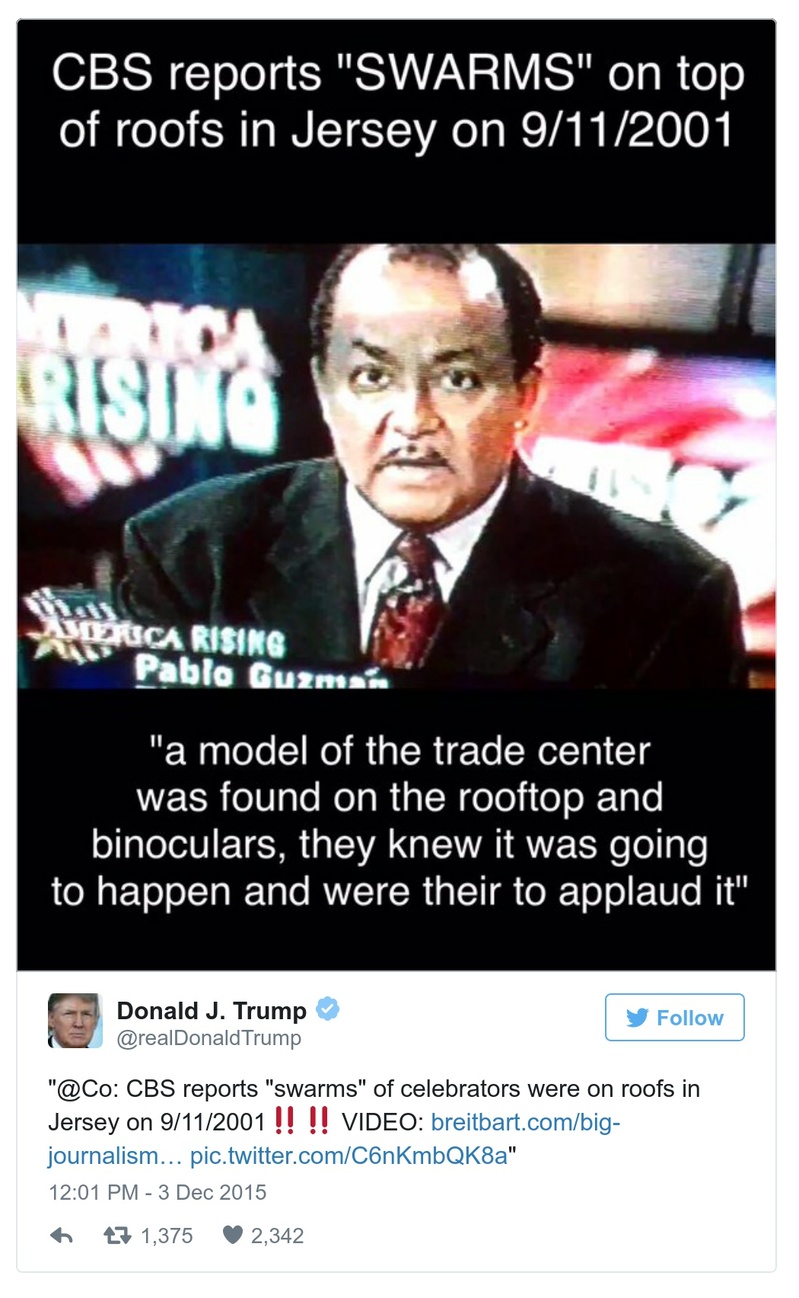 CBS reports "SWARMS" on top
of roofs in Jersey on 9/11/2001
RISING
AMERICA RISING
Pablo Guzman
"a model of the trade center
was found on the rooftop and
binoculars, they knew it was going
to happen and were their to applaud it"
Donald J. Trump
@realDonaldTrump
Follow
"@Co: CBS reports "swarms" of celebrators were on roofs in
Jersey on 9/11/2001‼️ ‼️ VIDEO: breitbart.com/big-
journalism… pic.twitter.com/C6nKmbQK8a"
12:01 PM - 3 Dec 2015
1,375 2,342